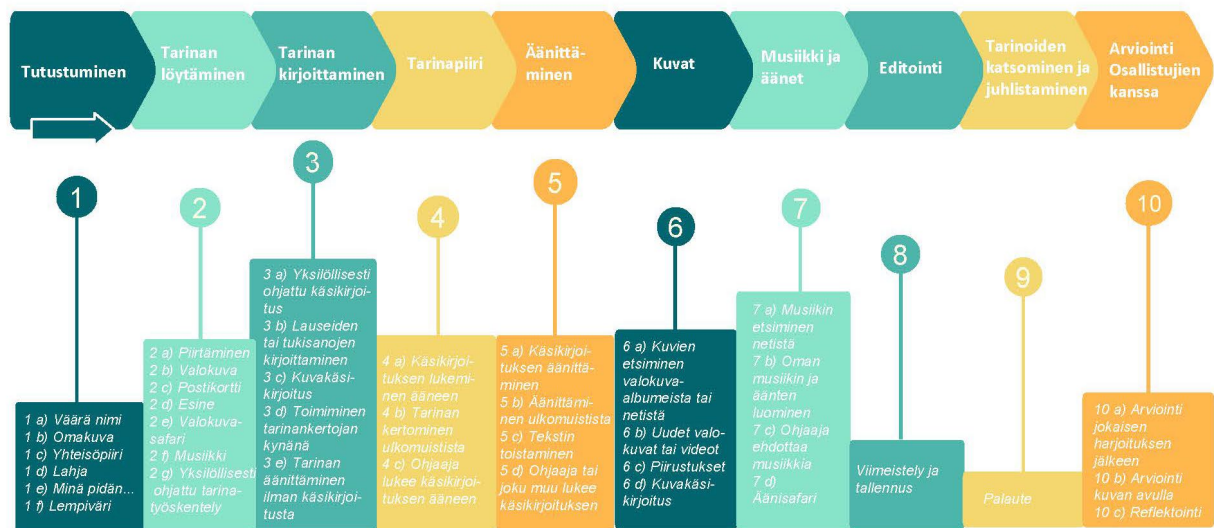 Tutustuminen
Tarinan
löytäminen
Tarinan
kirjoittaminen
Tarinapiiri
Äänittä-
minen
Kuvat
Musiikki ja
äänet
Editointi
Tarinoiden
katsominen ja
juhlistaminen
Arviointi
Osallistujien
kanssa
1
1 a) Väärä nimi
1 b) Omakuva
1 c) Yhteisöpiiri
1 d) Lahja
1 e) Minä pidän...
1 f) Lempiväri
2
2 a) Piirtäminen
2 b) Valokuva
2 c) Postikortti
2 d) Esine
2 e) Valokuva-
safari
2 f) Musiikki
2 g) Yksilöllisesti
ohjattu tarina-
työskentely
3
3 a) Yksilöllisesti
ohjattu käsikirjoi-
tus
3 b) Lauseiden
tai tukisanojen
kirjoittaminen
3 c) Kuvakäsi-
kirjoitus
3 d) Toimiminen
tarinankertojan
kynänä
3 e) Tarinan
äänittäminen
ilman käsikirjoi-
tusta
4
4 a) Käsikirjoi-
tuksen lukemi-
nen ääneen
4 b) Tarinan
kertominen
ulkomuistista
4 c) Ohjaaja
lukee käsikirjoi-
tuksen ääneen
5
5 a) Käsikirjoi-
tuksen äänittä-
minen
5 b) Äänittämi-
nen ulkomuistista
5 c) Tekstin
toistaminen
5 d) Ohjaaja tai
joku muu lukee
käsikirjoituksen
6
6 a) Kuvien
etsiminen
valokuva-
albumeista tai
netistä
6 b) Uudet valo-
kuvat tai videot
6 c) Piirustukset
6 d) Kuvakäsi-
kirjoitus
7
7 a) Musiikin
etsiminen
netistä
7 b) Oman
musiikin ja
äänten
luominen
7 c) Ohjaaja
ehdottaa
musiikkia
7 d)
Äänisafari
8
Viimeistely ja
tallennus
9
Palaute
10
10 a) Arviointi
jokaisen
harjoituksen
jälkeen
10 b) Arviointi
kuvan avulla
10 c) Reflektointi